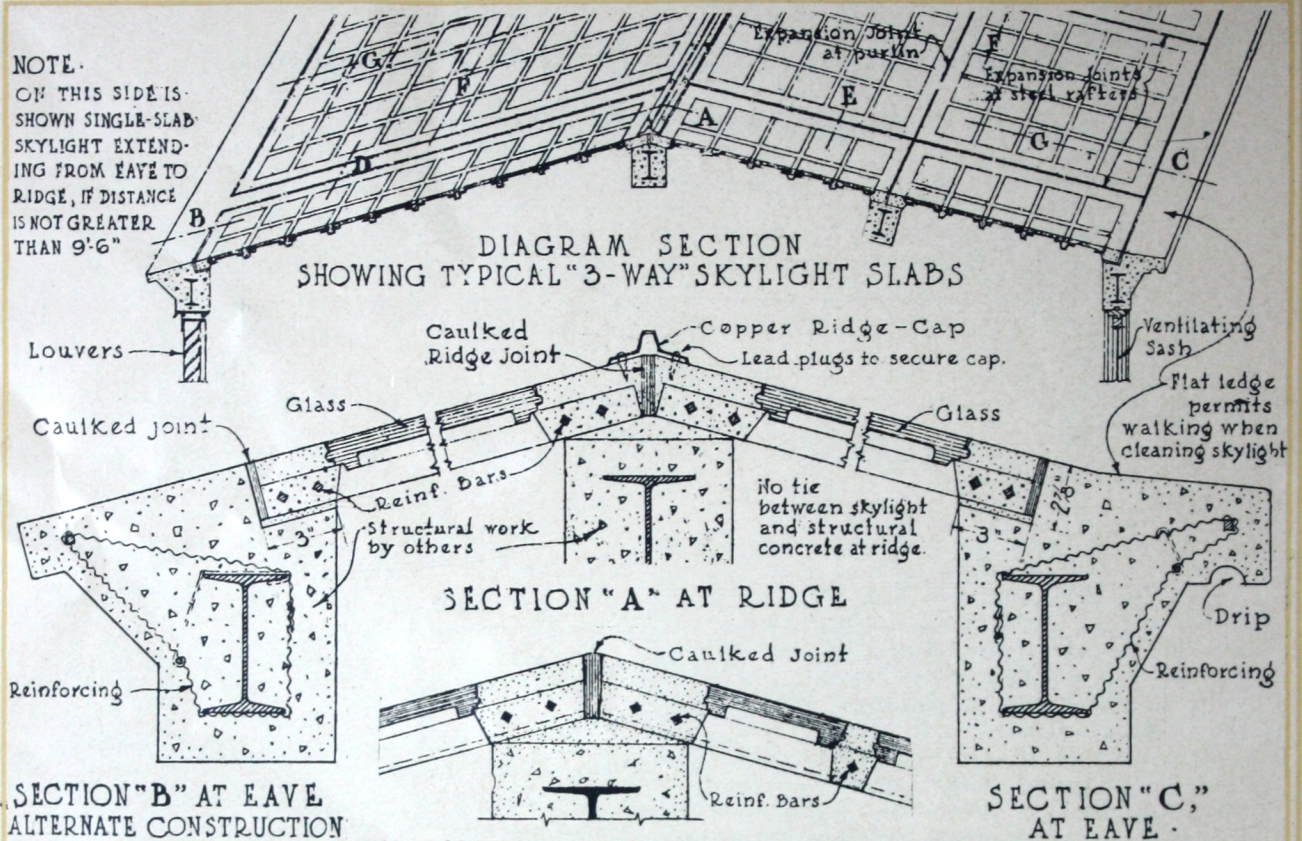 NOTE·
ON THIS SIDE IS·
SHOWN SINGLE-SLAB·
SKYLIGHT EXTEND-
ING FROM EAVE TO
RIDGE, IF DISTANCE
IS NOT GREATER
THAN 9'-6"
G
F
D
B
A
Expansion Joint
at purlin
E
F
Expansion Joints
at steel rafters
G
C
DIAGRAM SECTION
SHOWING TYPICAL "3-WAY" SKYLIGHT SLABS
Louvers
Ventilating
Sash
Flat ledge
permits
walking when
cleaning skylight
Caulked
Ridge Joint
Copper Ridge-Cap
Lead plugs to secure cap.
Glass
Glass
Caulked joint
Reinf. Bars
3"
Structural work
by others
No tie
between skylight
and structural
concrete at ridge.
3"
2⅞"
SECTION "A" AT RIDGE
Drip
Reinforcing
Reinforcing
Caulked Joint
Reinf. Bars
SECTION "B" AT EAVE
ALTERNATE CONSTRUCTION
SECTION "C,"
AT EAVE·